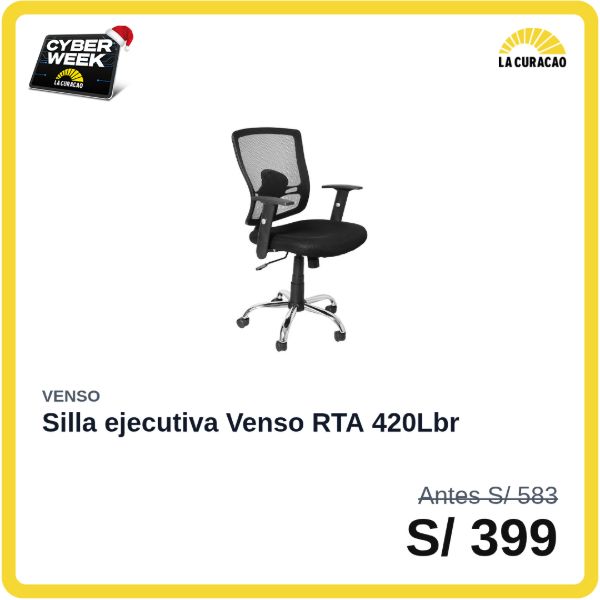 CYBER
WEEK
LA CURACAO
LA CURACAO
VENSO
Silla ejecutiva Venso RTA 420Lbr
Antes S/ 583
S/ 399